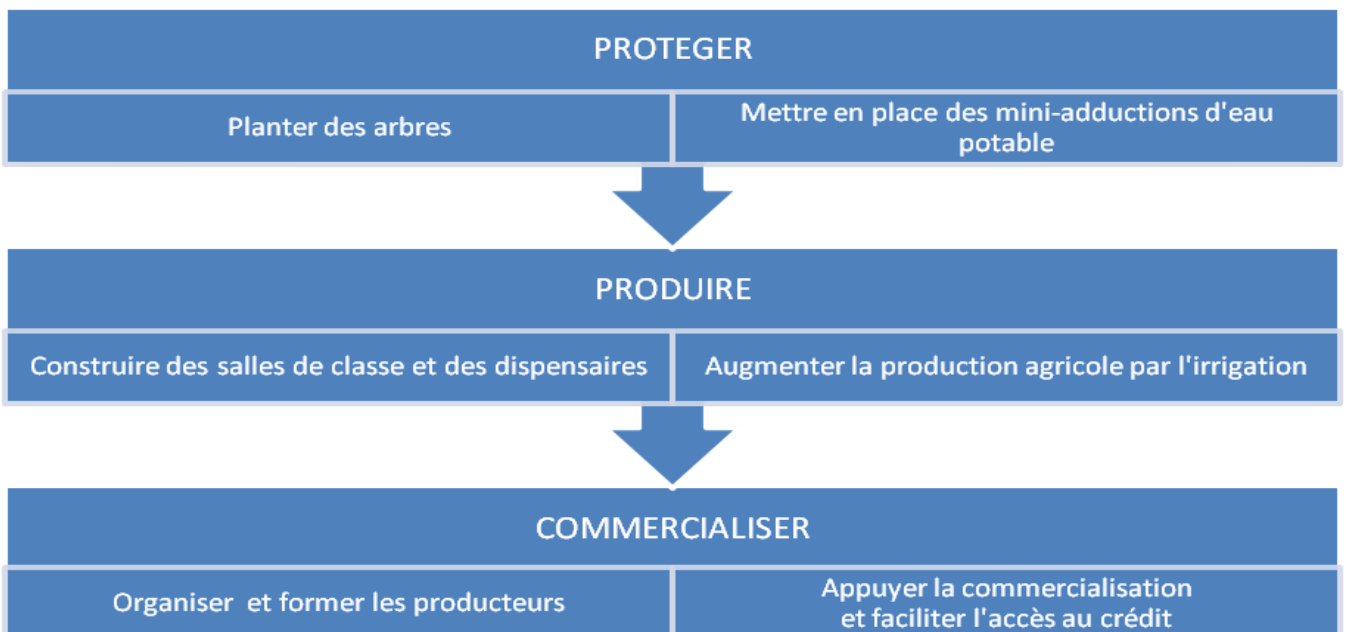 PROTEGER
Planter des arbres
Mettre en place des mini-adductions d'eau
potable
PRODUIRE
Construire des salles de classe et des dispensaires
Augmenter la production agricole par l'irrigation
COMMERCIALISER
Organiser et former les producteurs
Appuyer la commercialisation
et faciliter l'accès au crédit